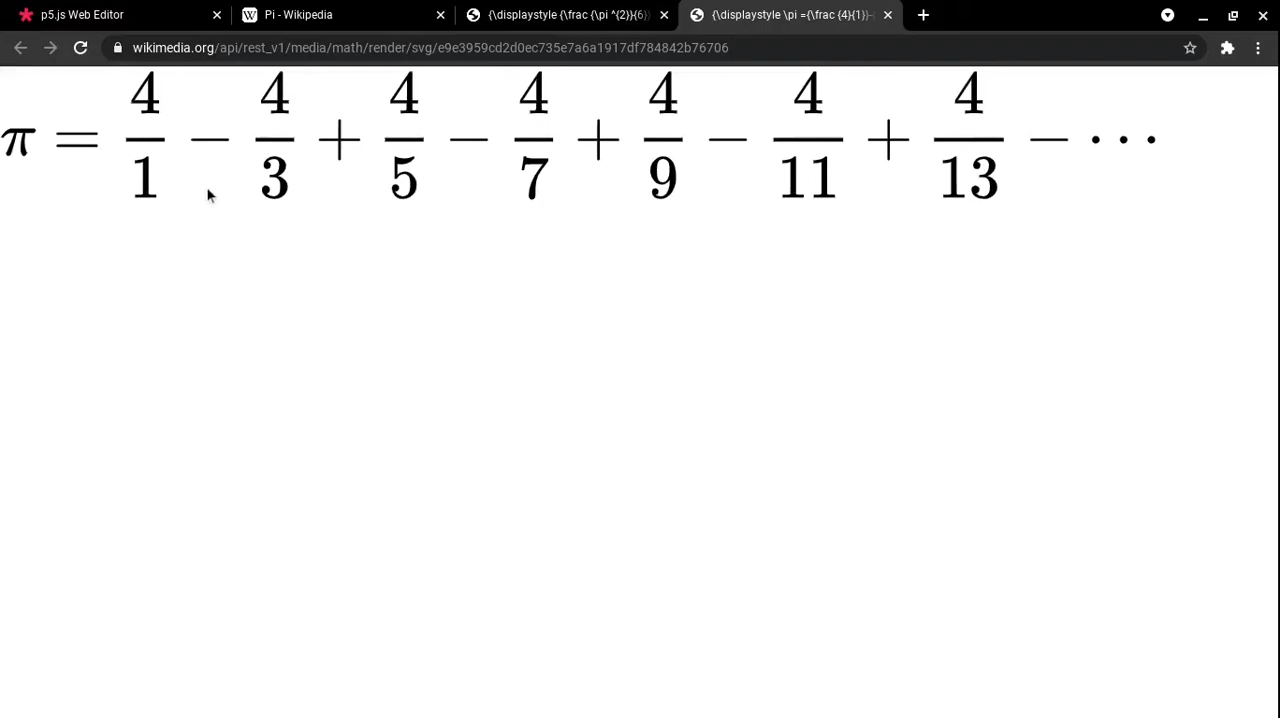 p5.js Web Editor
Pi - Wikipedia
{\displaystyle {\frac {\pi ^{2}}{6}}
{\displaystyle \pi ={\frac {4}{1}}-
wikimedia.org/api/rest_v1/media/math/render/svg/e9e3959cd2d0ec735e7a6a1917df784842b76706
π = 4/1 − 4/3 + 4/5 − 4/7 + 4/9 − 4/11 + 4/13 − ⋯